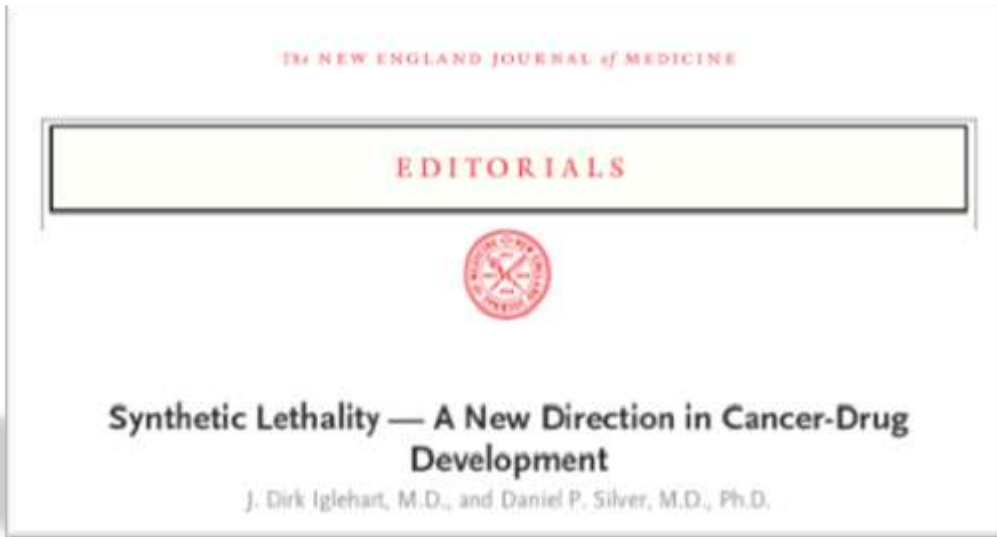 The NEW ENGLAND JOURNAL of MEDICINE
EDITORIALS
Synthetic Lethality — A New Direction in Cancer-Drug
Development
J. Dirk Iglehart, M.D., and Daniel P. Silver, M.D., Ph.D.